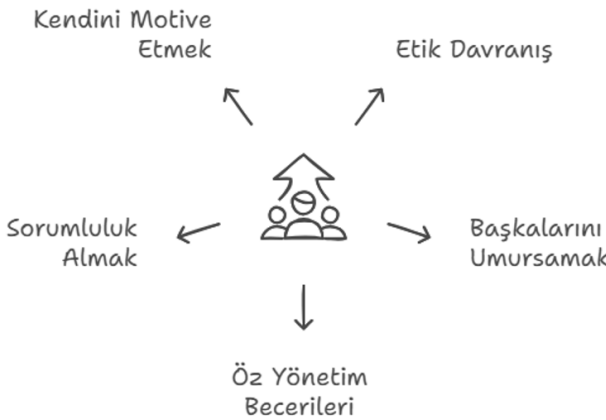 Kendini Motive
Etmek
Etik Davranış
Sorumluluk
Almak
Başkalarını
Umursamak
Öz Yönetim
Becerileri